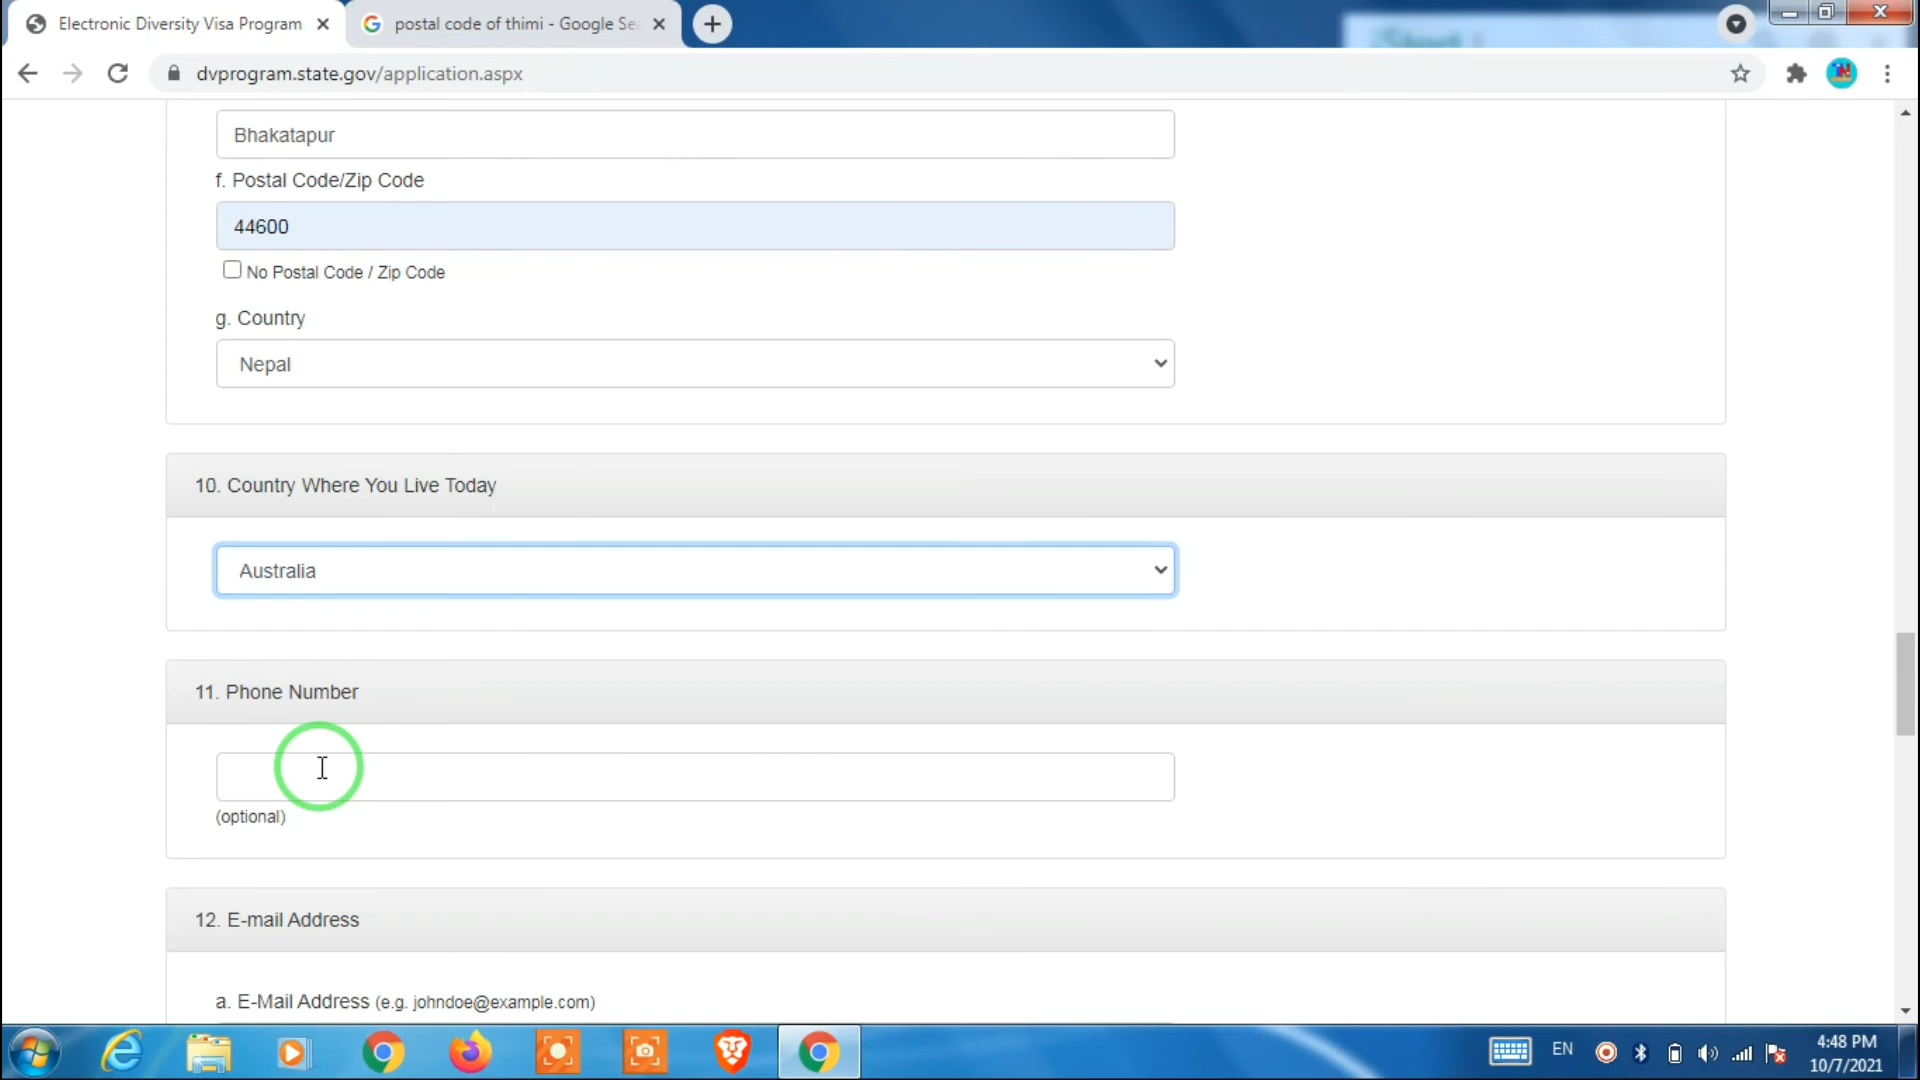 Electronic Diversity Visa Program
postal code of thimi - Google Se
dvprogram.state.gov/application.aspx
Bhakatapur
f. Postal Code/Zip Code
44600
No Postal Code / Zip Code
g. Country
Nepal
10. Country Where You Live Today
Australia
11. Phone Number
(optional)
12. E-mail Address
a. E-Mail Address (e.g. johndoe@example.com)
EN
4:48 PM
10/7/2021